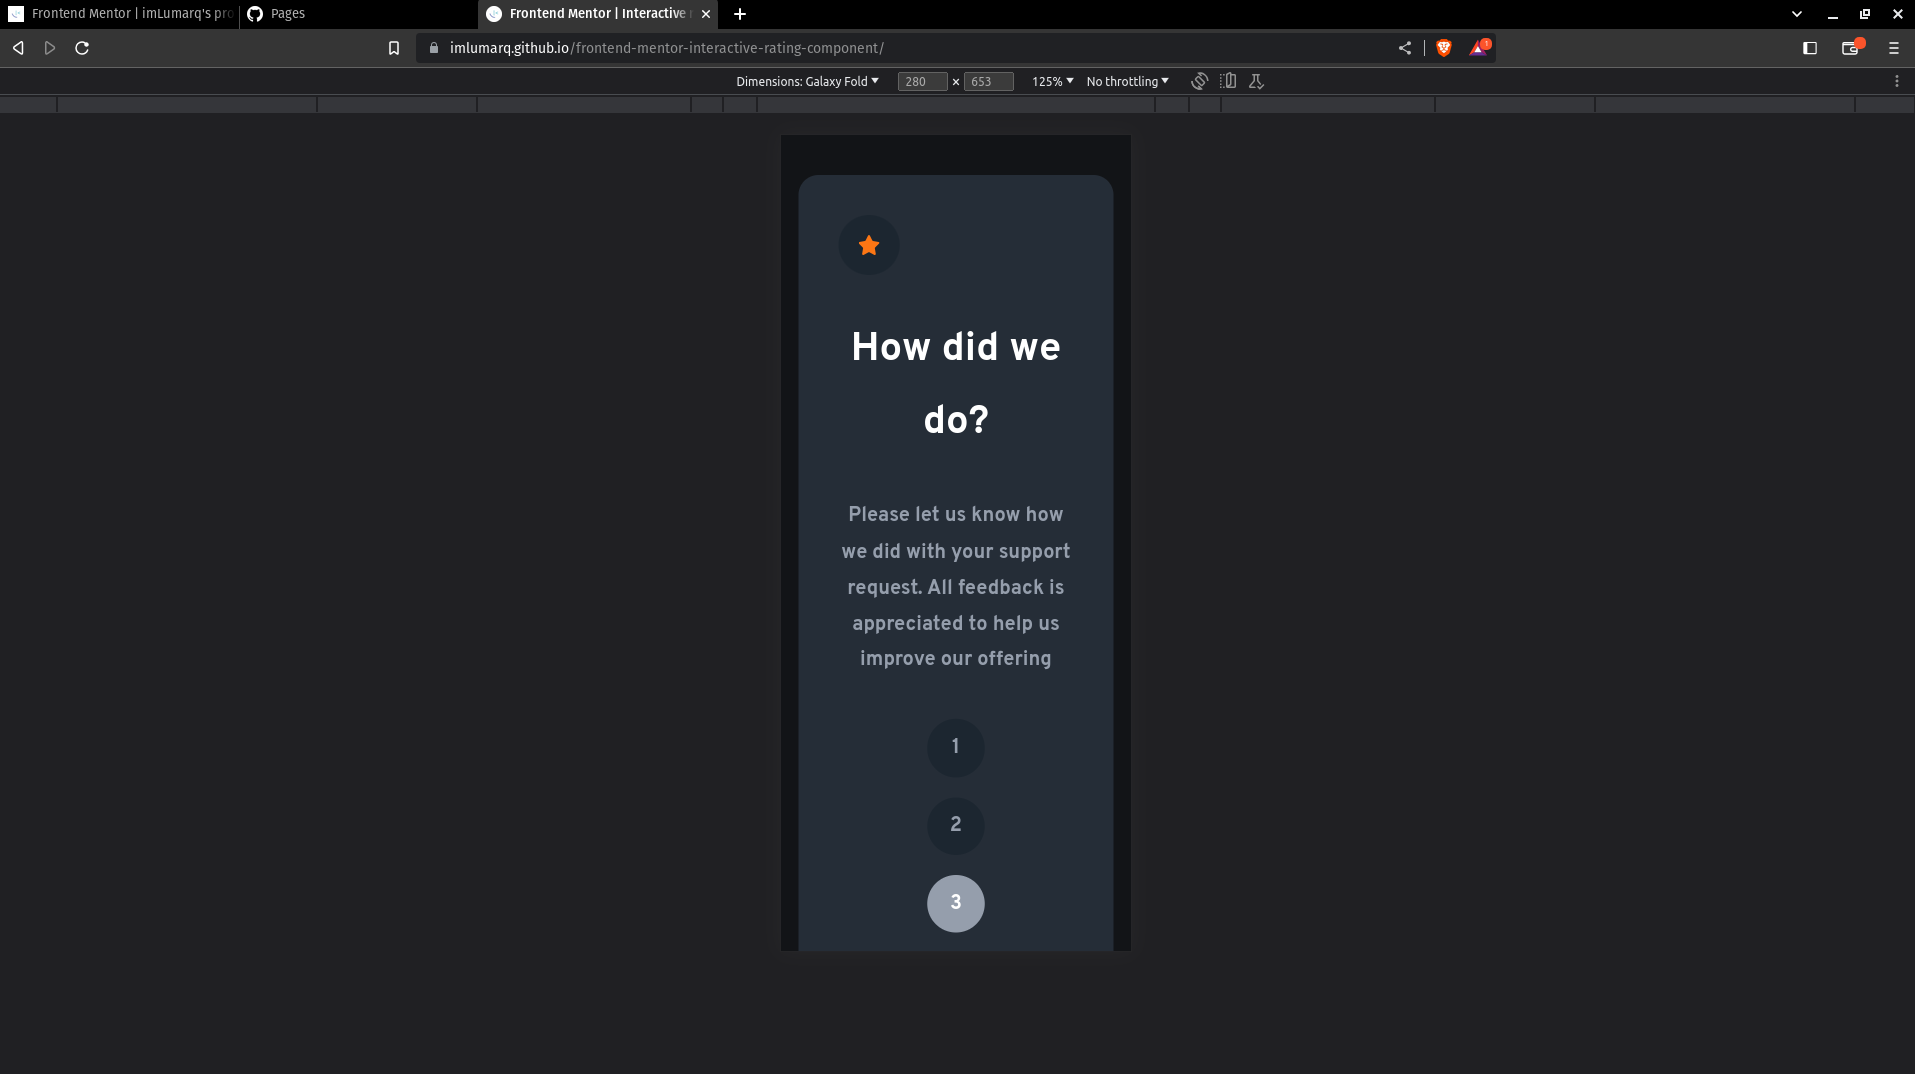 Frontend Mentor | imLumarq's pro
Pages
Frontend Mentor | Interactive r
imlumarq.github.io/frontend-mentor-interactive-rating-component/
1
Dimensions: Galaxy Fold 280 × 653 125% No throttling
How did we
do?
Please let us know how
we did with your support
request. All feedback is
appreciated to help us
improve our offering
1
2
3